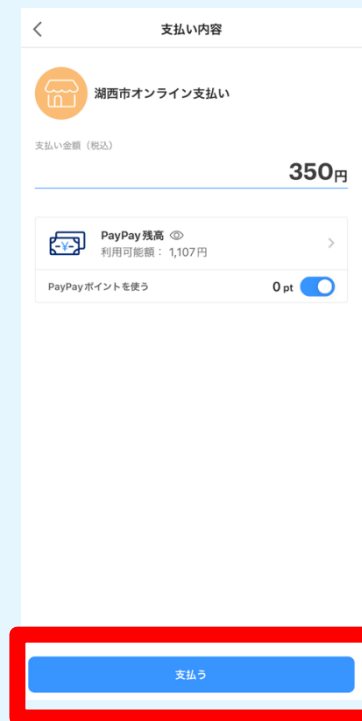 支払い内容
湖西市オンライン支払い
支払い金額（税込）
350円
PayPay残高
利用可能額： 1,107円
PayPayポイントを使う 0 pt
支払う